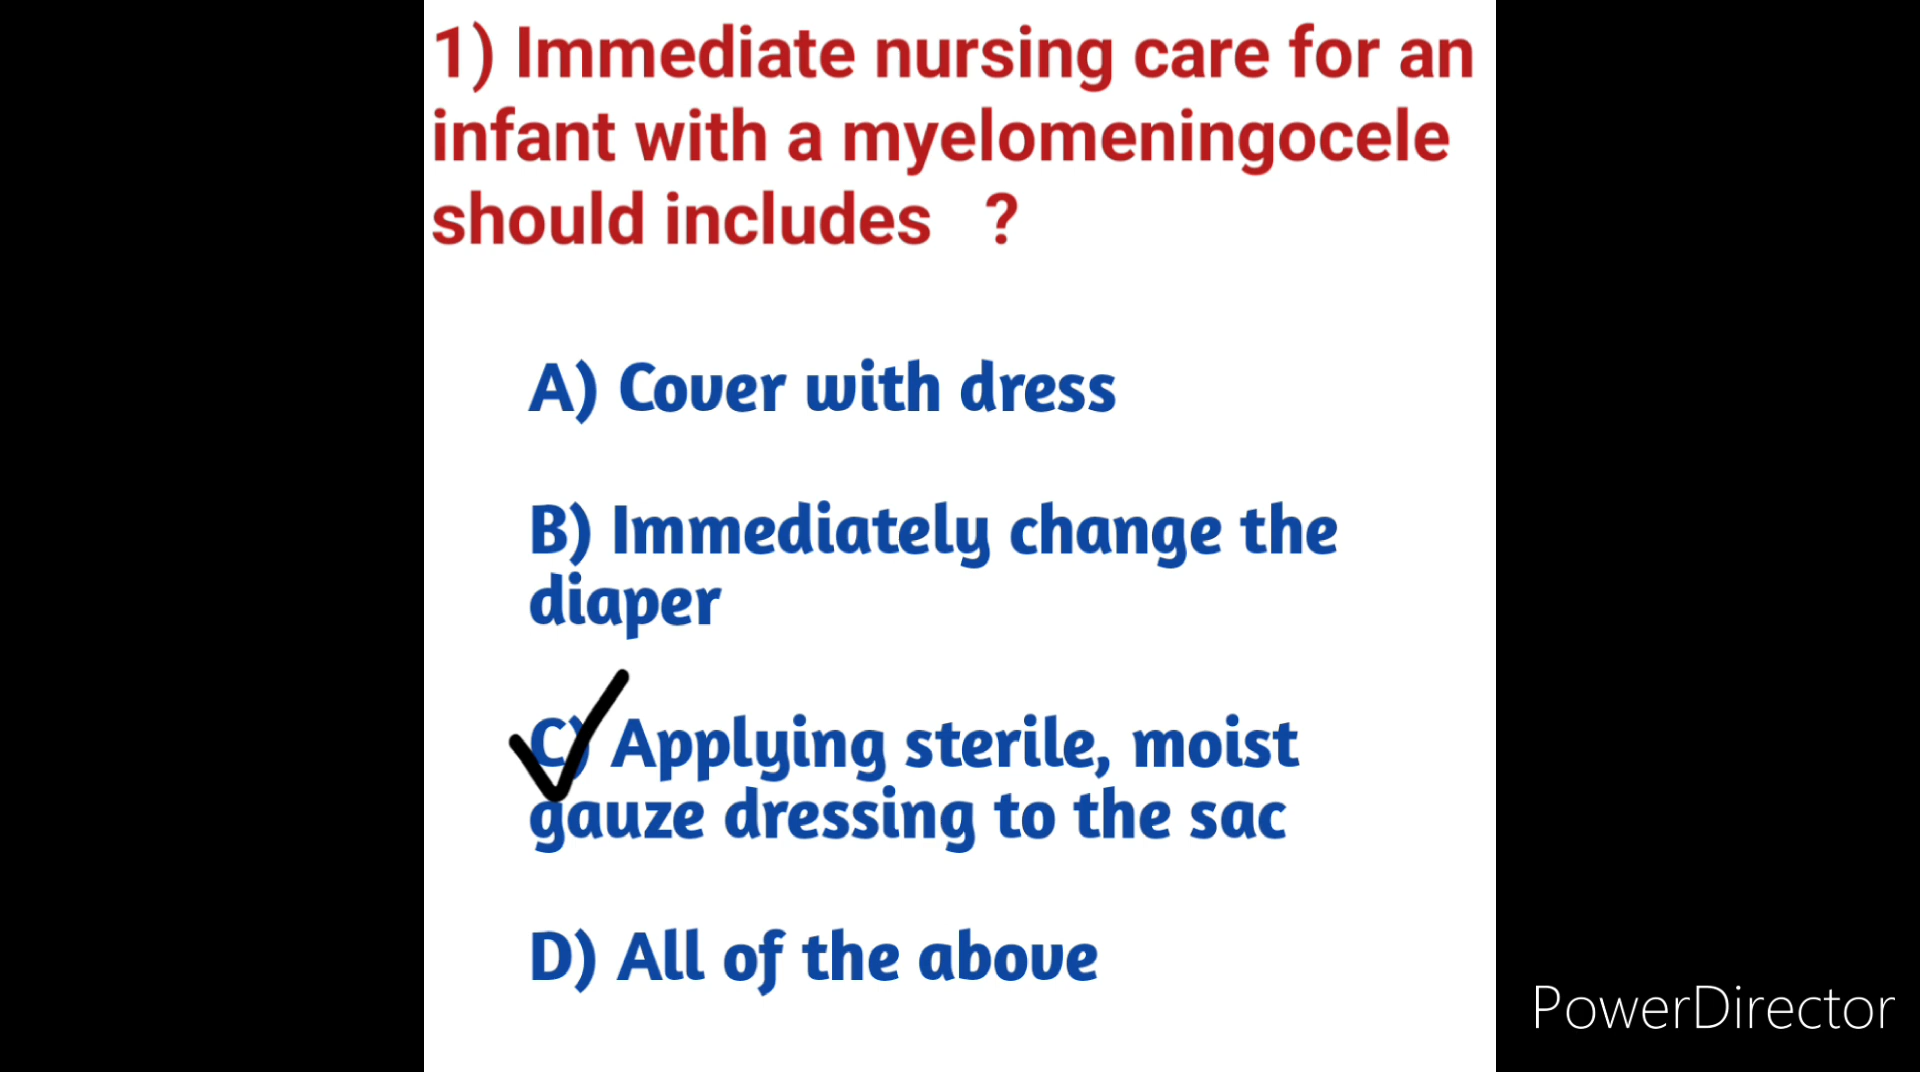 1) Immediate nursing care for an
infant with a myelomeningocele
should includes ?
A) Cover with dress
B) Immediately change the
diaper
C) Applying sterile, moist
gauze dressing to the sac
D) All of the above
PowerDirector